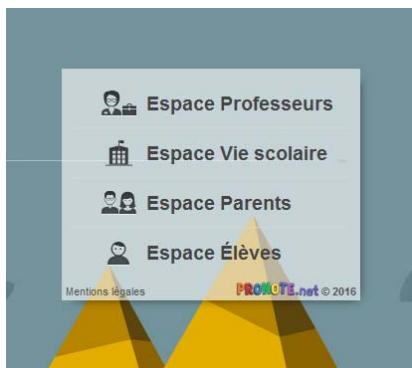 Espace Professeurs
Espace Vie scolaire
Espace Parents
Espace Élèves
Mentions légales PRONOTE.net © 2016